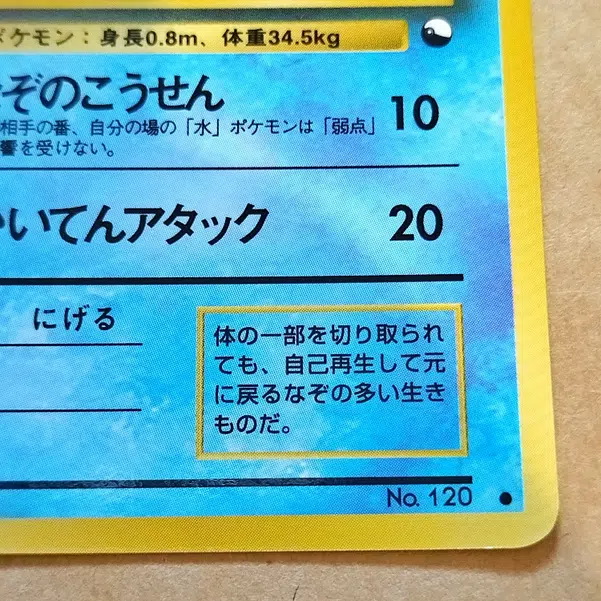 ポケモン：身長0.8m、体重34.5kg
ぞのこうせん 10
相手の番、自分の場の「水」ポケモンは「弱点」
響を受けない。
いてんアタック 20
にげる
体の一部を切り取られ
ても、自己再生して元
に戻るなぞの多い生き
ものだ。
No. 120 ●